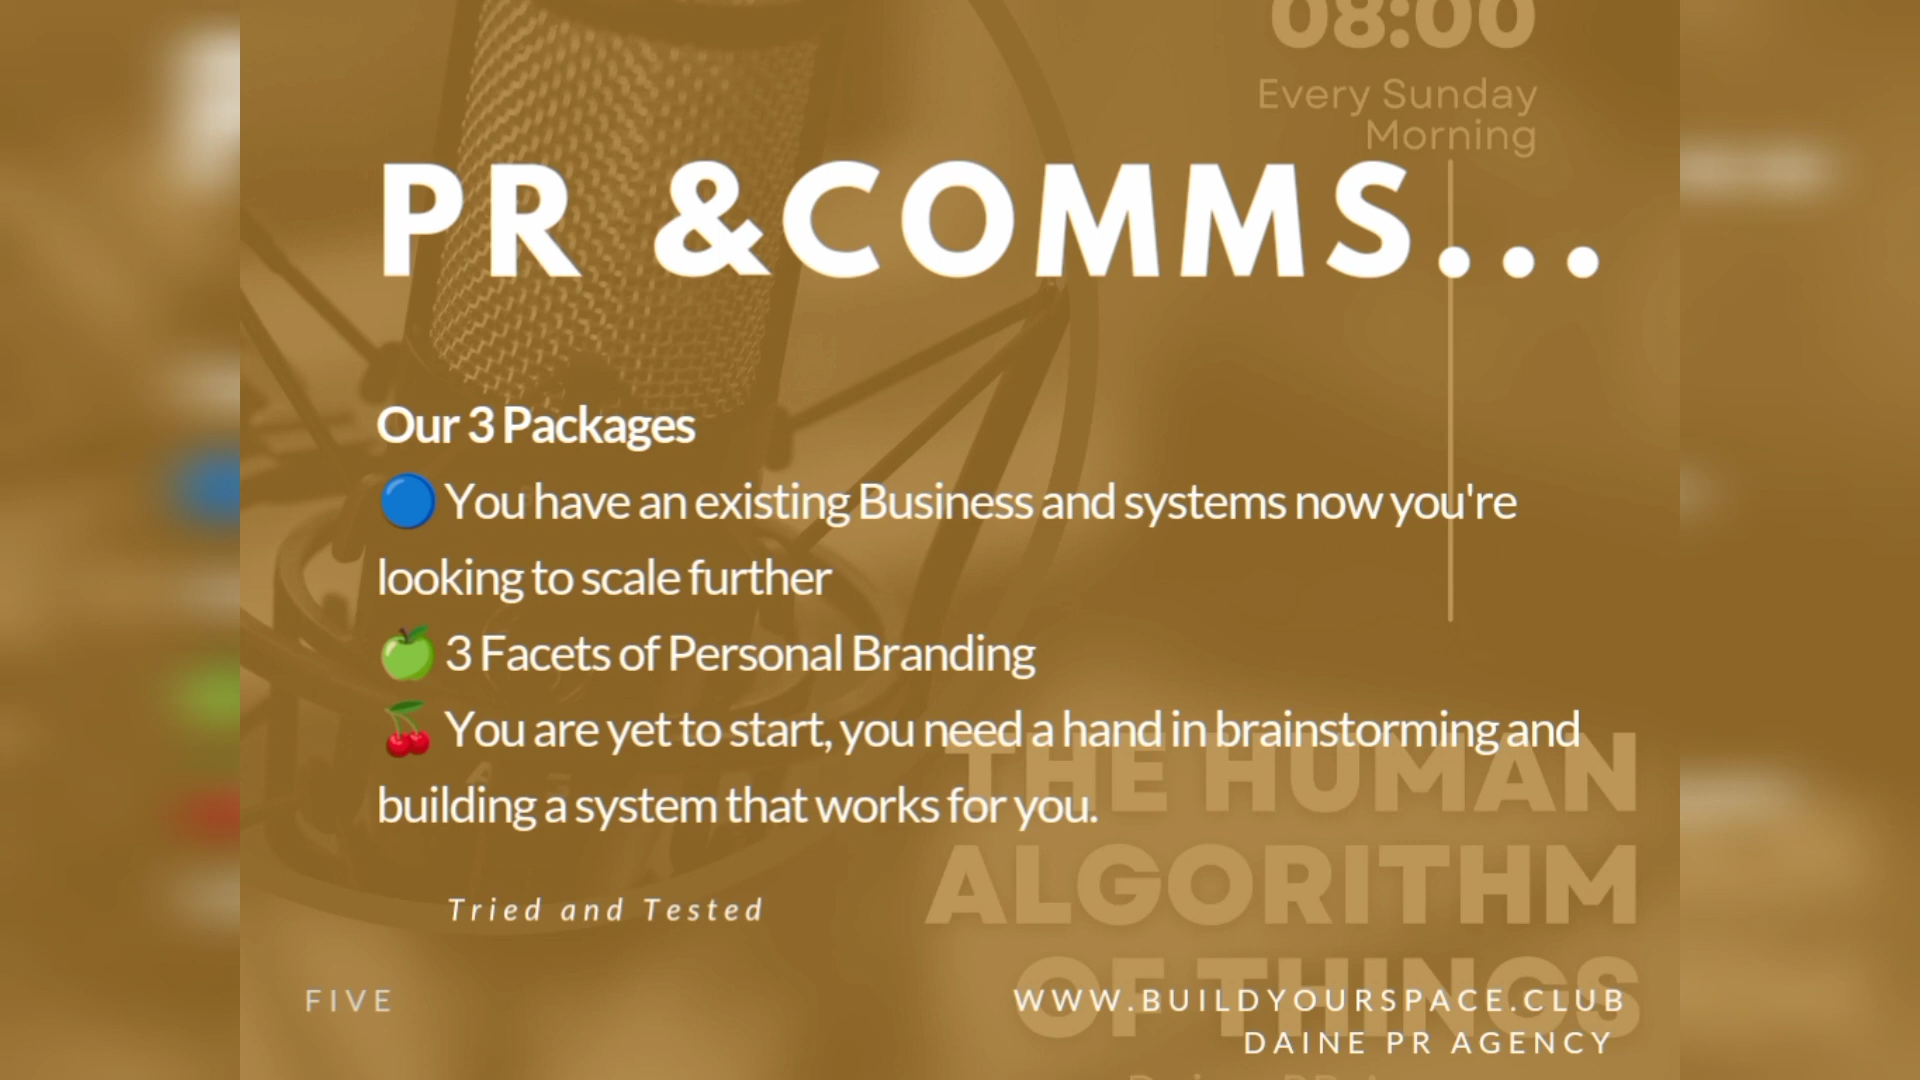 08:00
Every Sunday
Morning
PR &COMMS...
Our 3 Packages
🔵 You have an existing Business and systems now you're
looking to scale further
🍏 3 Facets of Personal Branding
🍒 You are yet to start, you need a hand in brainstorming and
building a system that works for you.
THE HUMAN
ALGORITHM
OF THINGS
Tried and Tested
FIVE
WWW.BUILDYOURSPACE.CLUB
DAINE PR AGENCY